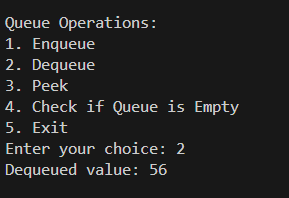 Queue Operations:
1. Enqueue
2. Dequeue
3. Peek
4. Check if Queue is Empty
5. Exit
Enter your choice: 2
Dequeued value: 56